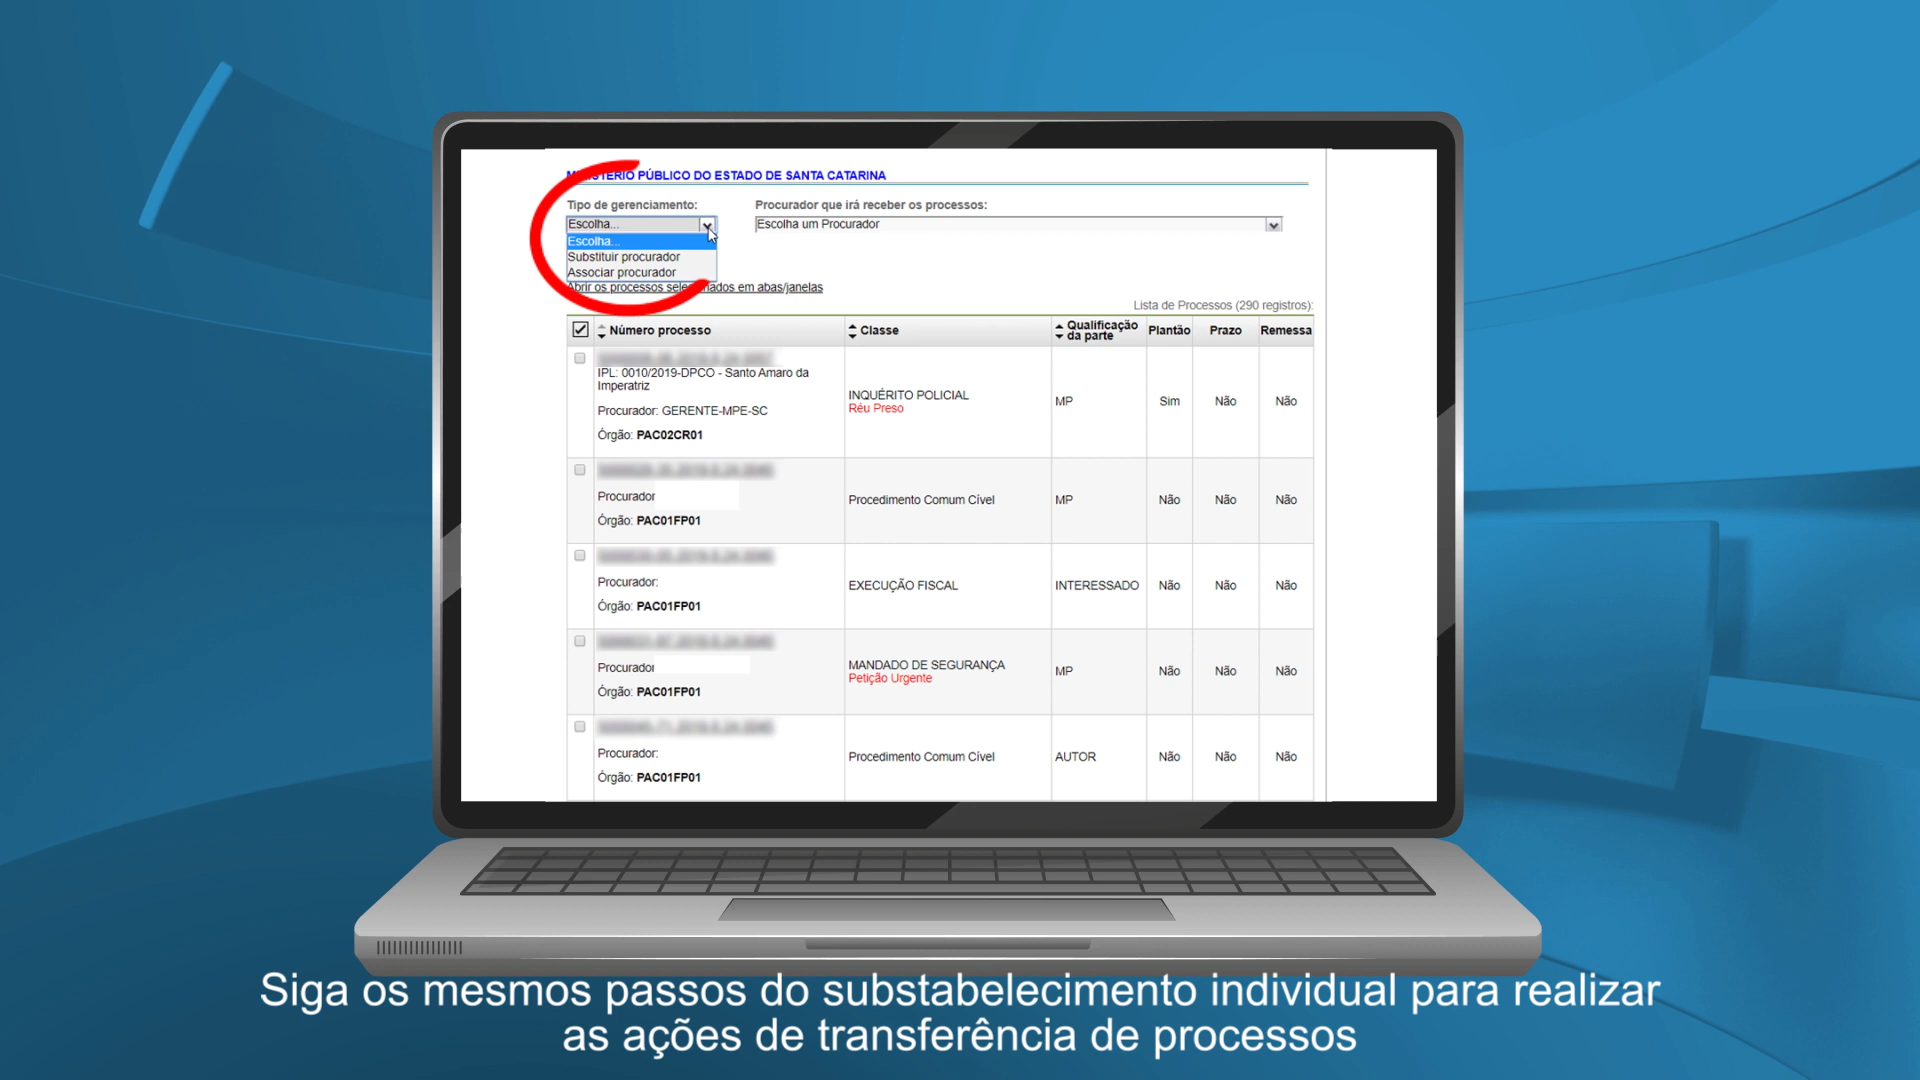 MINISTÉRIO PÚBLICO DO ESTADO DE SANTA CATARINA
Tipo de gerenciamento: Procurador que irá receber os processos:
Escolha... Escolha um Procurador
Escolha...
Substituir procurador
Associar procurador
Abrir os processos selecionados em abas/janelas
Lista de Processos (290 registros):
Número processo Classe Qualificação da parte Plantão Prazo Remessa
IPL: 0010/2019-DPCO - Santo Amaro da
Imperatriz
Procurador: GERENTE-MPE-SC
Órgão: PAC02CR01
INQUÉRITO POLICIAL
Réu Preso
MP Sim Não Não
Procurador
Órgão: PAC01FP01
Procedimento Comum Cível MP Não Não Não
Procurador:
Órgão: PAC01FP01
EXECUÇÃO FISCAL INTERESSADO Não Não Não
Procurador
Órgão: PAC01FP01
MANDADO DE SEGURANÇA
Petição Urgente
MP Não Não Não
Procurador:
Órgão: PAC01FP01
Procedimento Comum Cível AUTOR Não Não Não
Siga os mesmos passos do substabelecimento individual para realizar
as ações de transferência de processos